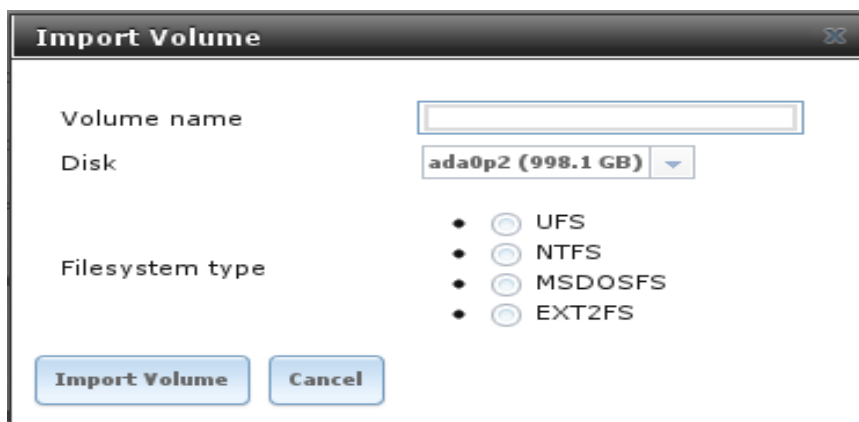 Import Volume
Volume name
Disk
ada0p2 (998.1 GB)
Filesystem type
UFS
NTFS
MSDOSFS
EXT2FS
Import Volume
Cancel